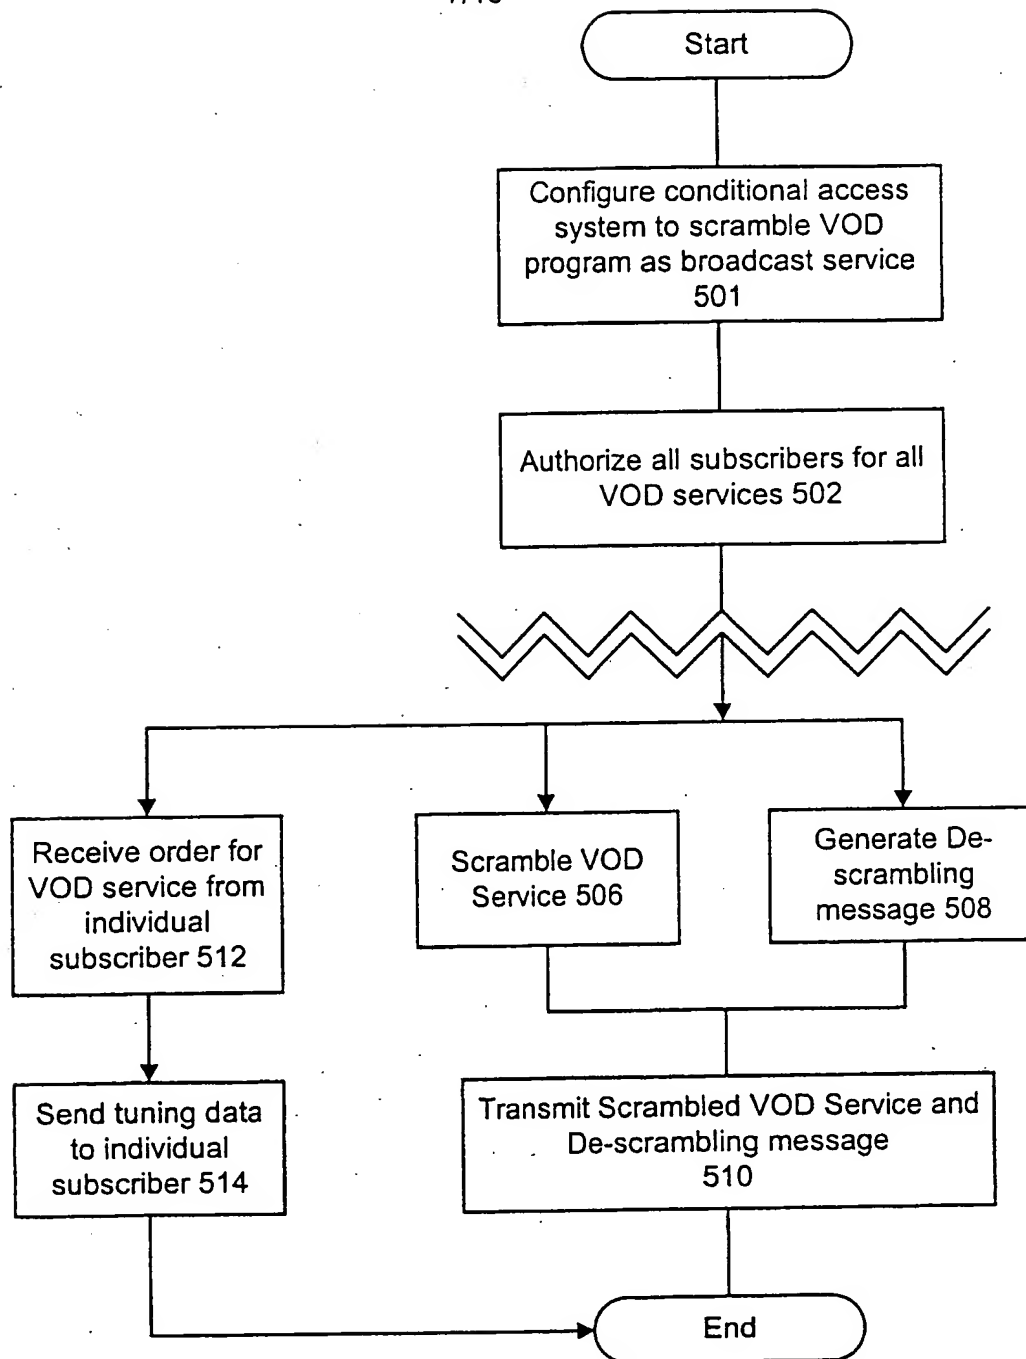 Start
Configure conditional access
system to scramble VOD
program as broadcast service
501
Authorize all subscribers for all
VOD services 502
Receive order for
VOD service from
individual
subscriber 512
Scramble VOD
Service 506
Generate De-
scrambling
message 508
Send tuning data
to individual
subscriber 514
Transmit Scrambled VOD Service and
De-scrambling message
510
End